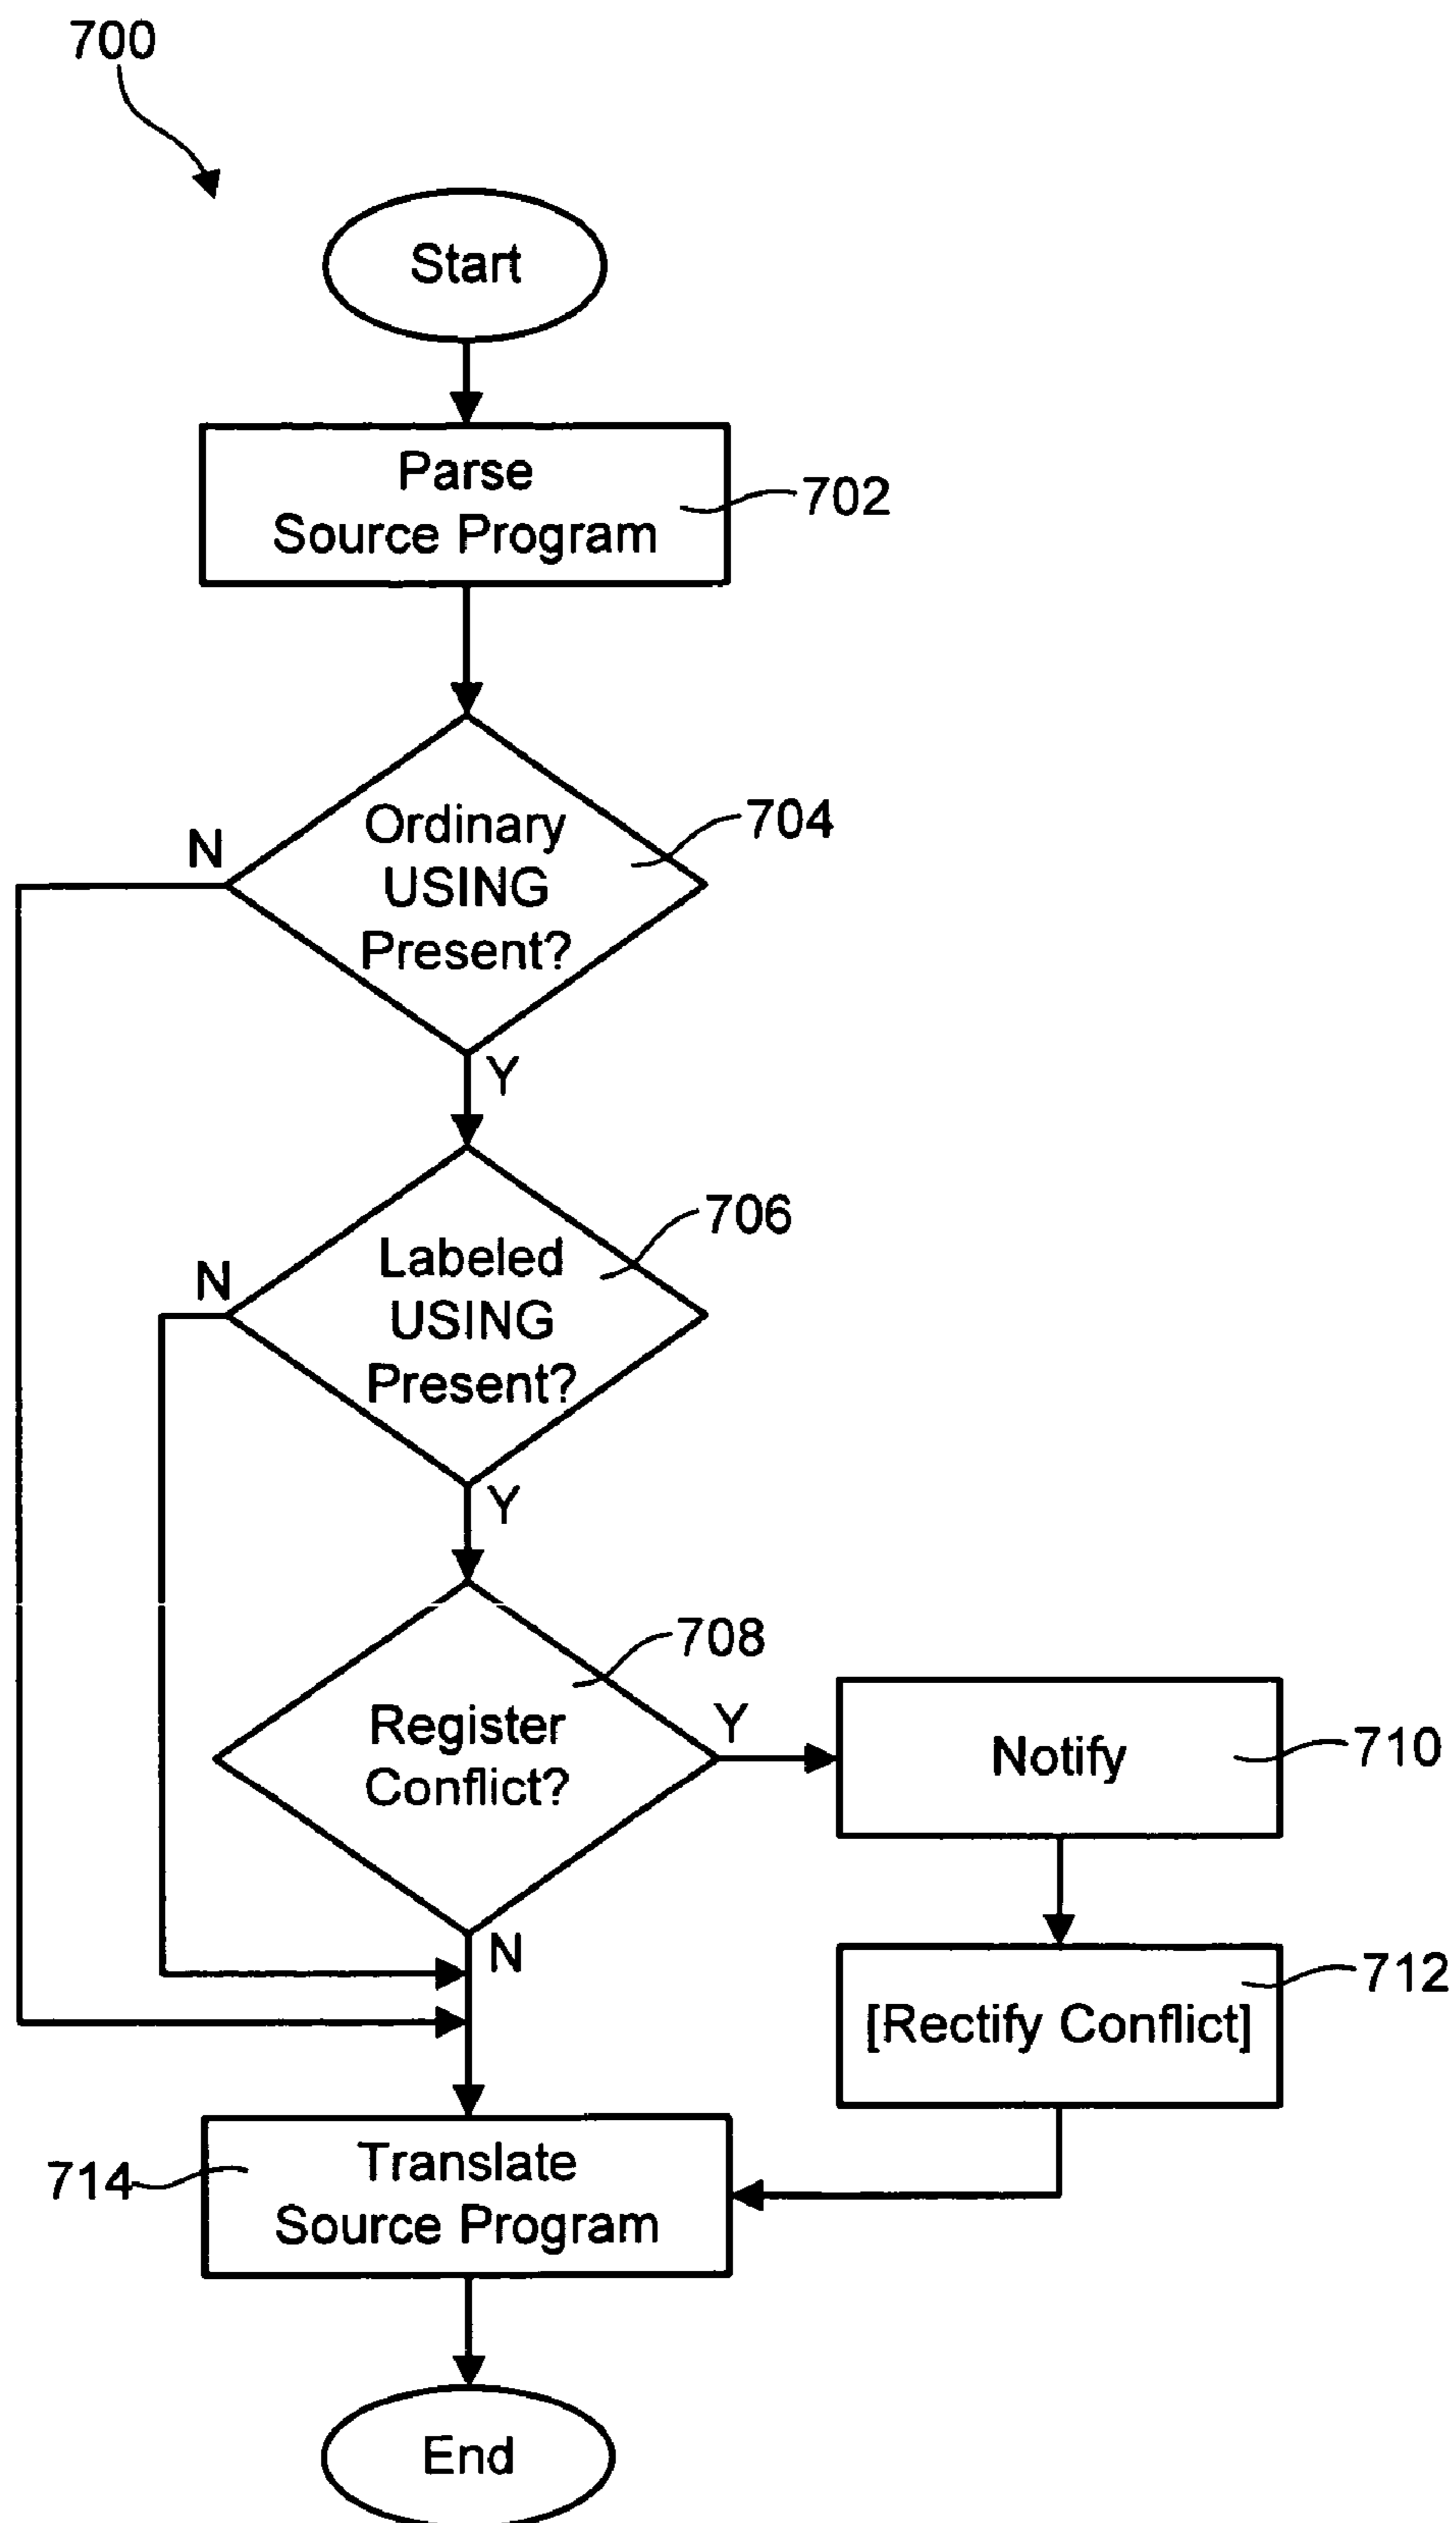 700
Start
Parse
Source Program
702
Ordinary
USING
Present?
704
N
Y
Labeled
USING
Present?
706
N
Y
Register
Conflict?
708
Y
N
Notify
710
[Rectify Conflict]
712
Translate
Source Program
714
End